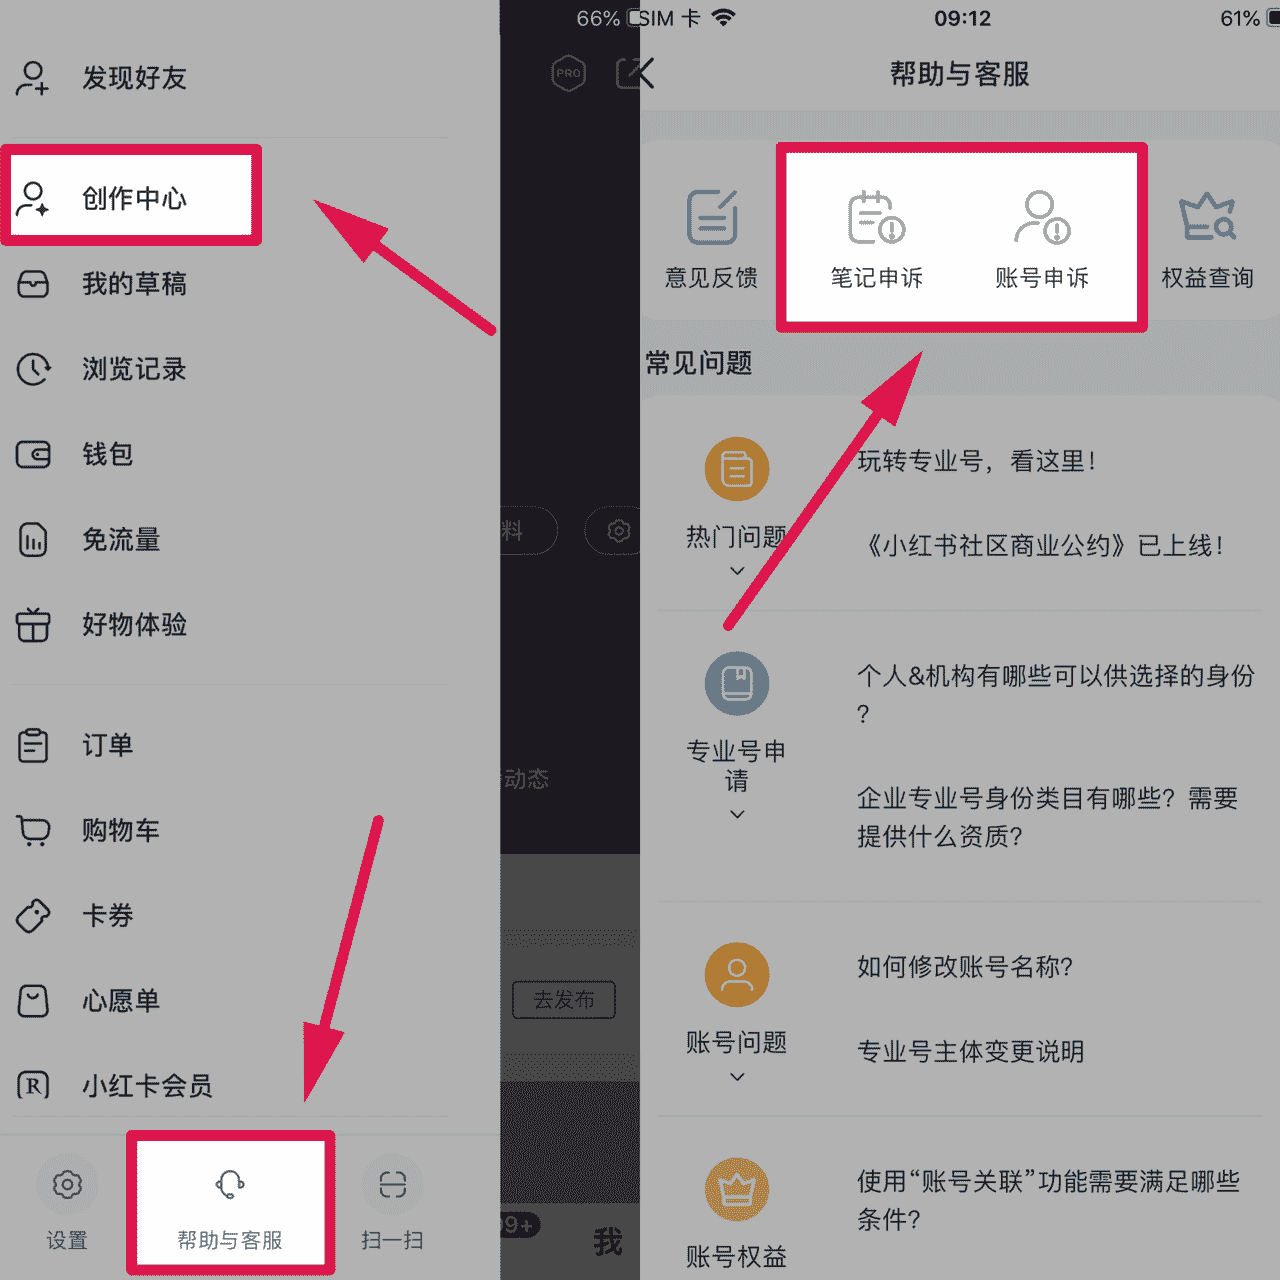 66%
PRO
发现好友
创作中心
我的草稿
浏览记录
钱包
免流量
好物体验
订单
购物车
卡券
心愿单
R
小红卡会员
设置
帮助与客服
扫一扫
料
动态
去发布
9+
我
SIM 卡
09:12
61%
帮助与客服
意见反馈
笔记申诉
账号申诉
权益查询
常见问题
热门问题
玩转专业号，看这里！
《小红书社区商业公约》已上线！
专业号申
请
个人&机构有哪些可以供选择的身份
？
企业专业号身份类目有哪些？需要
提供什么资质？
账号问题
如何修改账号名称？
专业号主体变更说明
账号权益
使用“账号关联”功能需要满足哪些
条件？